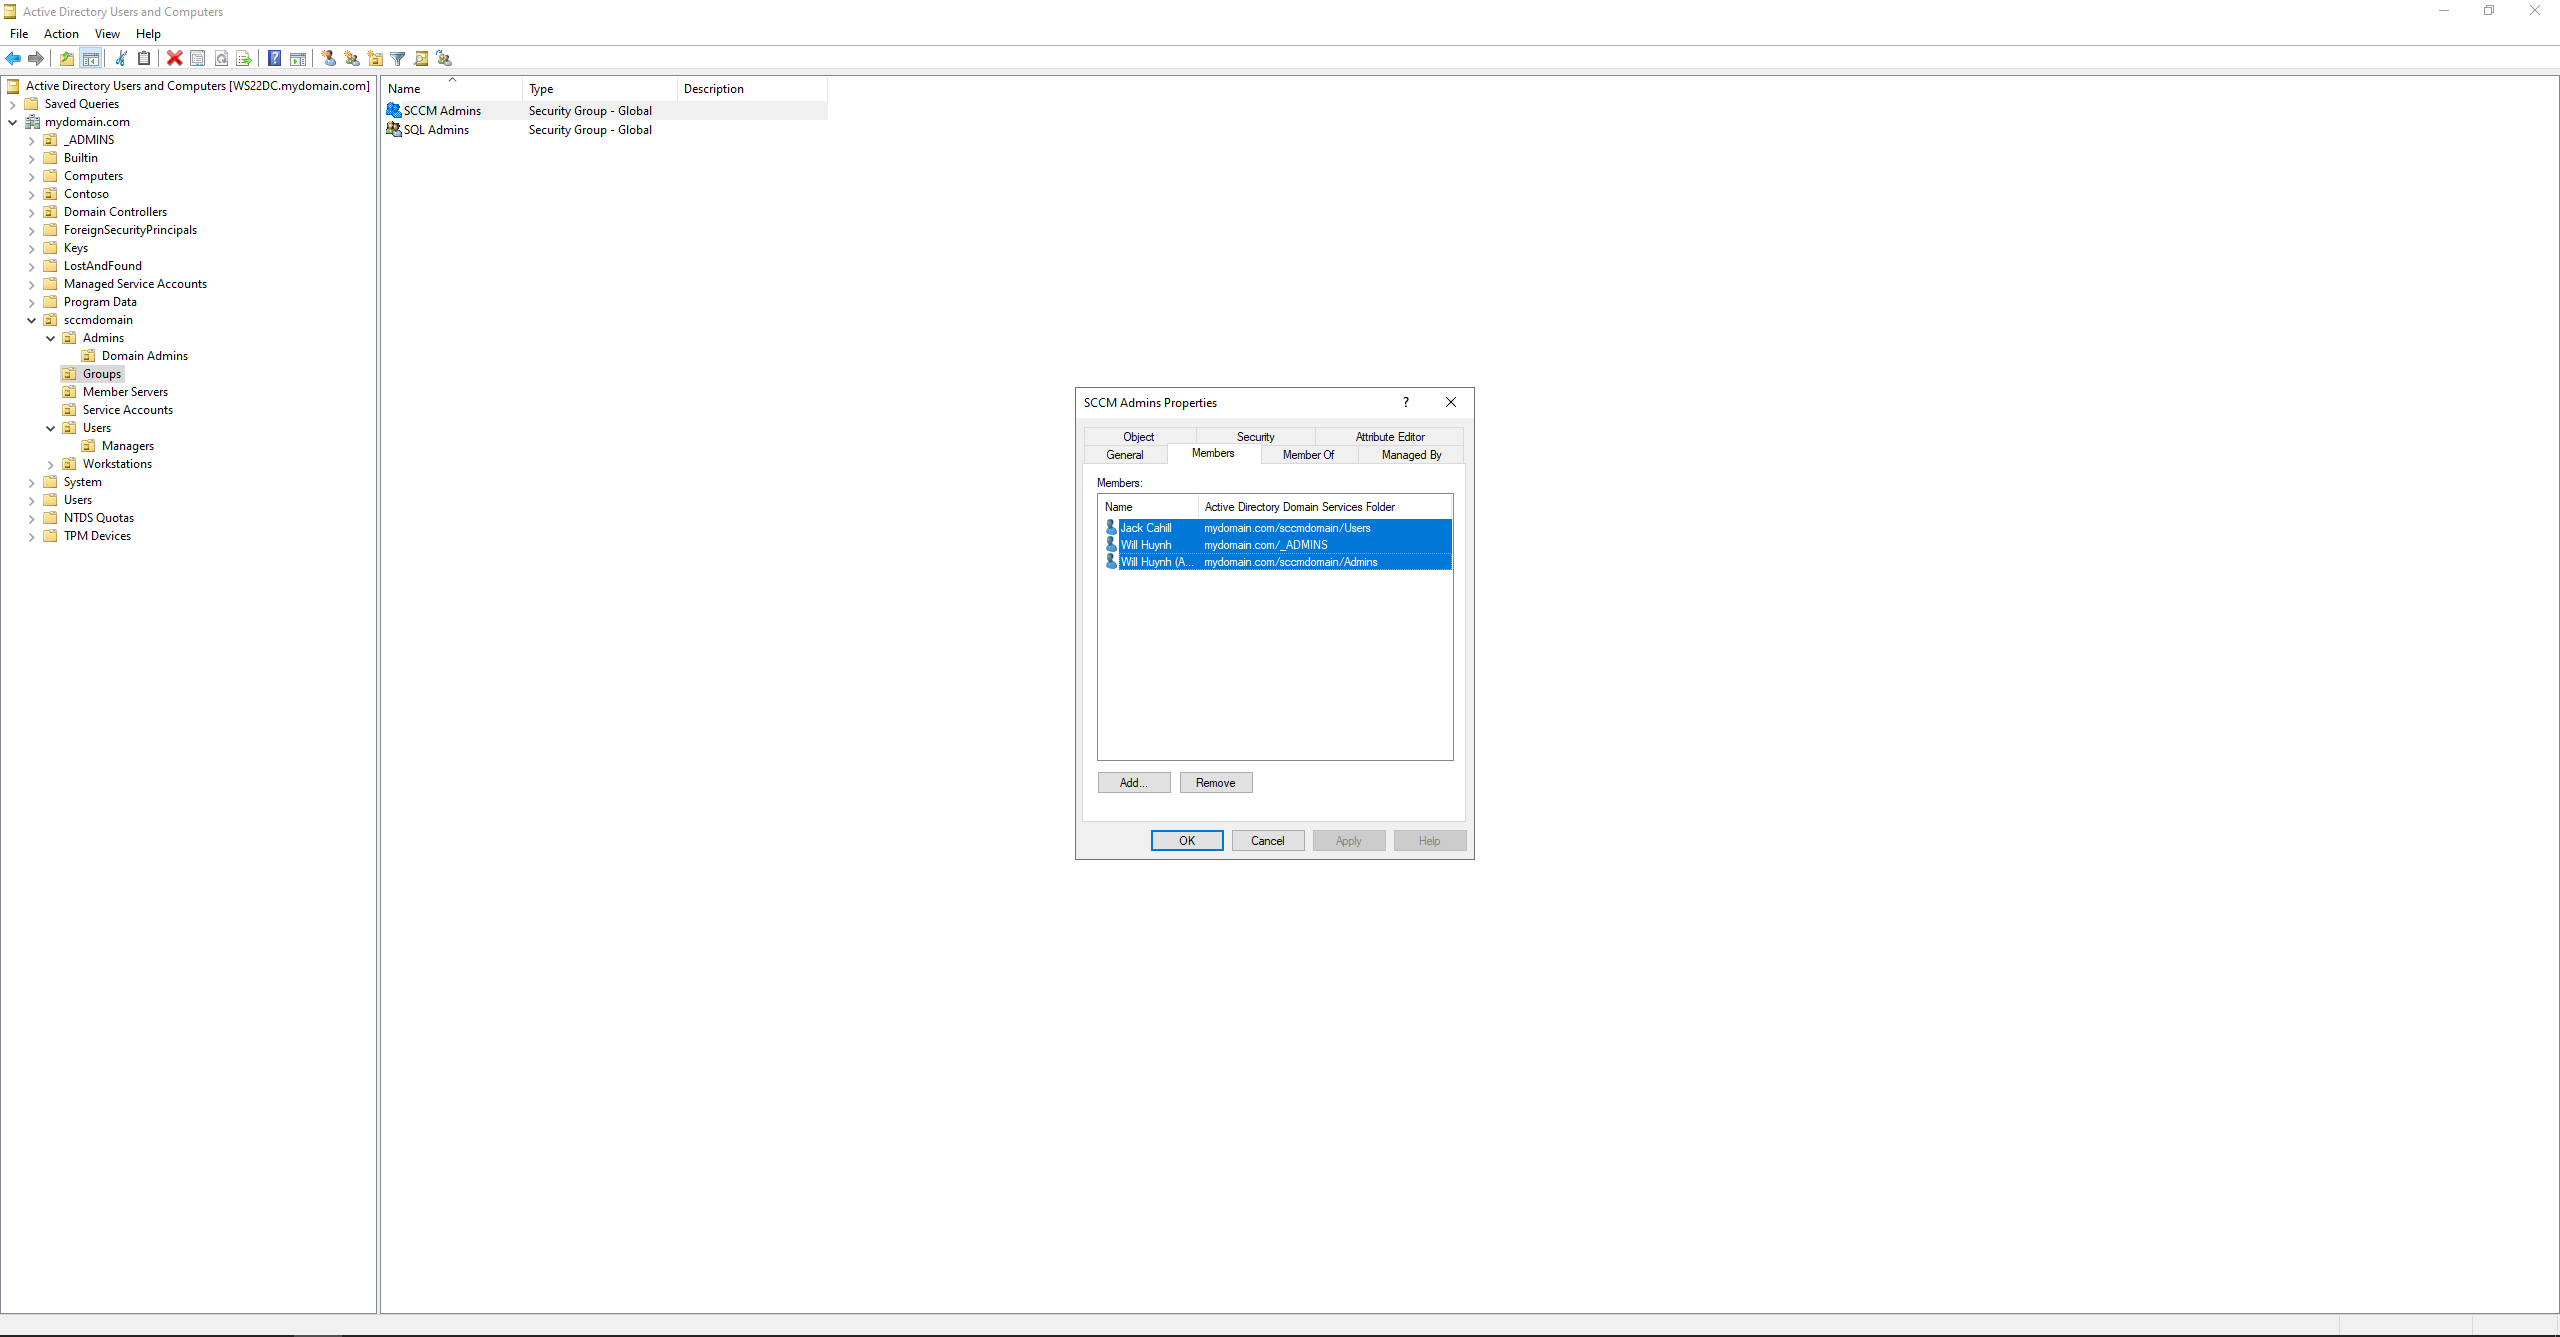 Active Directory Users and Computers
File Action View Help
Active Directory Users and Computers [WS22DC.mydomain.com]
Saved Queries
mydomain.com
_ADMINS
Builtin
Computers
Contoso
Domain Controllers
ForeignSecurityPrincipals
Keys
LostAndFound
Managed Service Accounts
Program Data
sccmdomain
Admins
Domain Admins
Groups
Member Servers
Service Accounts
Users
Managers
Workstations
System
Users
NTDS Quotas
TPM Devices
Name Type Description
SCCM Admins Security Group - Global
SQL Admins Security Group - Global
SCCM Admins Properties ?
Object Security Attribute Editor
General Members Member Of Managed By
Members:
Name Active Directory Domain Services Folder
Jack Cahill mydomain.com/sccmdomain/Users
Will Huynh mydomain.com/_ADMINS
Will Huynh (A... mydomain.com/sccmdomain/Admins
Add... Remove
OK Cancel Apply Help